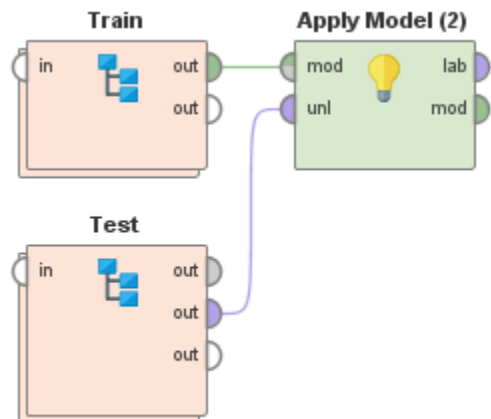 Train
Apply Model (2)
in out
out
mod lab
unl mod
Test
in out
out
out